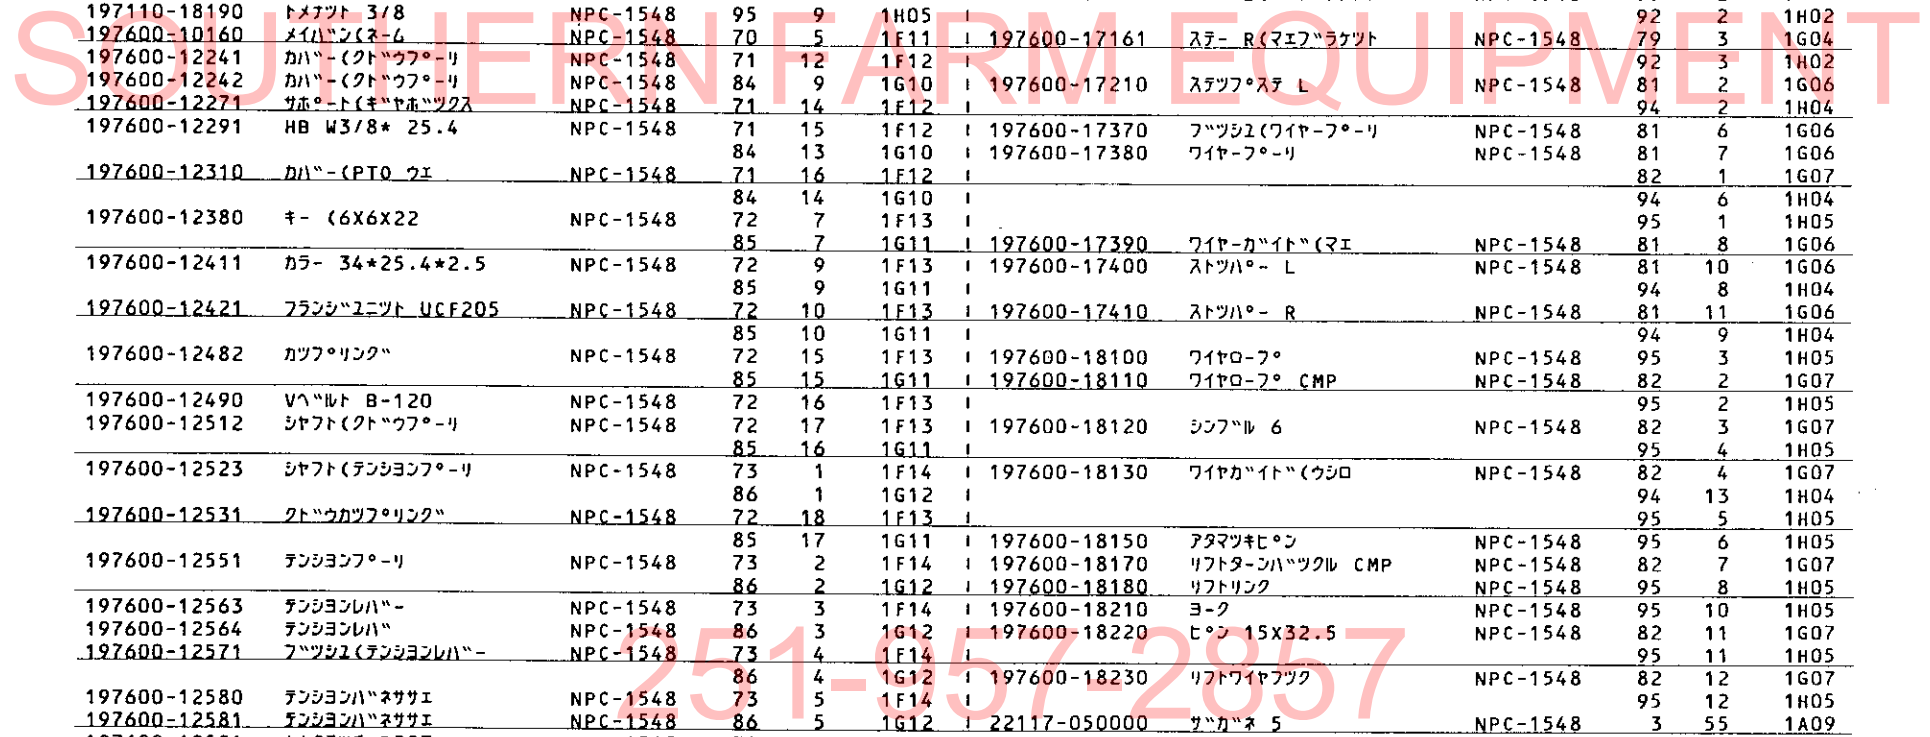 197110-18190 トメナツト 3/8 NPC-1548 95 9 1H05
197600-10160 メイバン(ネーム NPC-1548 70 5 1F11
197600-12241 カバー(クドウプーリ NPC-1548 71 12 1F12
197600-12242 カバー(クドウプーリ NPC-1548 84 9 1G10
197600-12271 サポート(ギヤボツクス NPC-1548 71 14 1F12
197600-12291 HB W3/8* 25.4 NPC-1548 71 15 1F12
84 13 1G10
197600-12310 カバー(PTO ウエ NPC-1548 71 16 1F12
84 14 1G10
197600-12380 キー (6X6X22 NPC-1548 72 7 1F13
85 7 1G11
197600-12411 カラー 34*25.4*2.5 NPC-1548 72 9 1F13
85 9 1G11
197600-12421 フランジユニツト UCF205 NPC-1548 72 10 1F13
85 10 1G11
197600-12482 カツプリング NPC-1548 72 15 1F13
85 15 1G11
197600-12490 Vベルト B-120 NPC-1548 72 16 1F13
197600-12512 シヤフト(クドウプーリ NPC-1548 72 17 1F13
85 16 1G11
197600-12523 シヤフト(テンシヨンプーリ NPC-1548 73 1 1F14
86 1 1G12
197600-12531 クドウカツプリング NPC-1548 72 18 1F13
85 17 1G11
197600-12551 テンシヨンプーリ NPC-1548 73 2 1F14
86 2 1G12
197600-12563 テンシヨンレバー NPC-1548 73 3 1F14
197600-12564 テンシヨンレバ NPC-1548 86 3 1G12
197600-12571 ブツシユ(テンシヨンレバー NPC-1548 73 4 1F14
86 4 1G12
197600-12580 テンシヨンバネササエ NPC-1548 73 5 1F14
197600-12581 テンシヨンバネササエ NPC-1548 86 5 1G12
92 2 1H02
197600-17161 ステー R(マエブラケツト NPC-1548 79 3 1G04
92 3 1H02
197600-17210 ステツプステ L NPC-1548 81 2 1G06
94 2 1H04
197600-17370 ブツシユ(ワイヤープーリ NPC-1548 81 6 1G06
197600-17380 ワイヤープーリ NPC-1548 81 7 1G06
82 1 1G07
94 6 1H04
95 1 1H05
197600-17390 ワイヤーガイド(マエ NPC-1548 81 8 1G06
197600-17400 ストツパー L NPC-1548 81 10 1G06
94 8 1H04
197600-17410 ストツパー R NPC-1548 81 11 1G06
94 9 1H04
197600-18100 ワイヤロープ NPC-1548 95 3 1H05
197600-18110 ワイヤロープ CMP NPC-1548 82 2 1G07
95 2 1H05
197600-18120 シンブル 6 NPC-1548 82 3 1G07
95 4 1H05
197600-18130 ワイヤガイド(ウシロ NPC-1548 82 4 1G07
94 13 1H04
95 5 1H05
197600-18150 アタマツキピン NPC-1548 95 6 1H05
197600-18170 リフトターンバツクル CMP NPC-1548 82 7 1G07
197600-18180 リフトリンク NPC-1548 95 8 1H05
197600-18210 ヨーク NPC-1548 95 10 1H05
197600-18220 ピン 15X32.5 NPC-1548 82 11 1G07
95 11 1H05
197600-18230 リフトワイヤフツク NPC-1548 82 12 1G07
95 12 1H05
22117-050000 ザガネ 5 NPC-1548 3 55 1A09
SOUTHERN FARM EQUIPMENT
251-957-2857